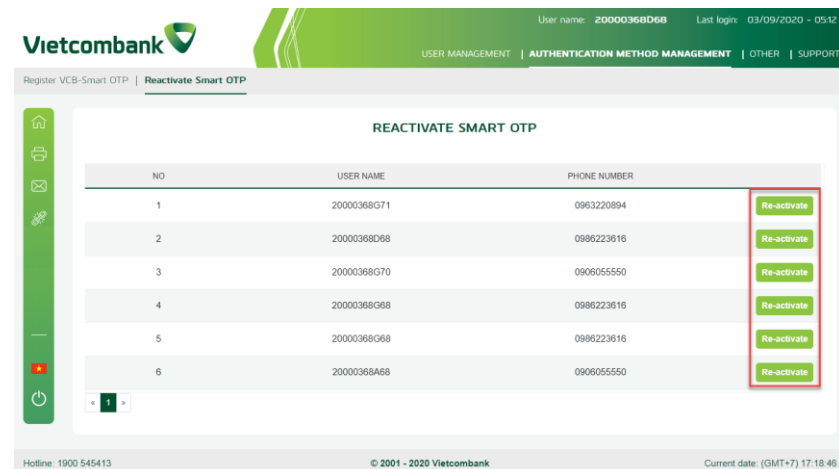 User name: 20000368D68 Last login: 03/09/2020 - 05:12
Vietcombank
USER MANAGEMENT | AUTHENTICATION METHOD MANAGEMENT | OTHER | SUPPORT
Register VCB-Smart OTP | Reactivate Smart OTP
REACTIVATE SMART OTP
NO USER NAME PHONE NUMBER
1 20000368G71 0963220894 Re-activate
2 20000368D68 0986223616 Re-activate
3 20000368G70 0906055550 Re-activate
4 20000368G68 0986223616 Re-activate
5 20000368G68 0986223616 Re-activate
6 20000368A68 0906055550 Re-activate
« 1 »
Hotline: 1900 545413 © 2001 - 2020 Vietcombank Current date: (GMT+7) 17:18:46